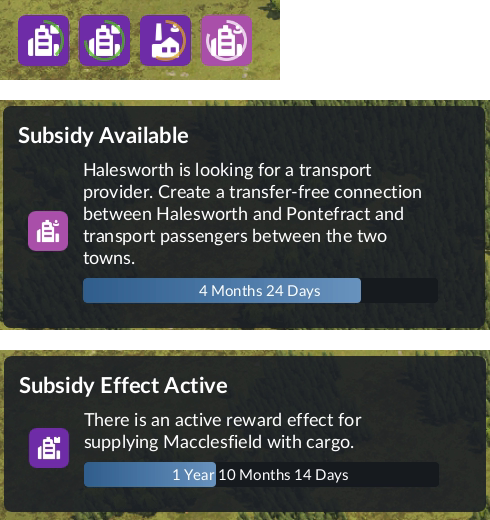 Subsidy Available
Halesworth is looking for a transport
provider. Create a transfer-free connection
between Halesworth and Pontefract and
transport passengers between the two
towns.
4 Months 24 Days
Subsidy Effect Active
There is an active reward effect for
supplying Macclesfield with cargo.
1 Year 10 Months 14 Days